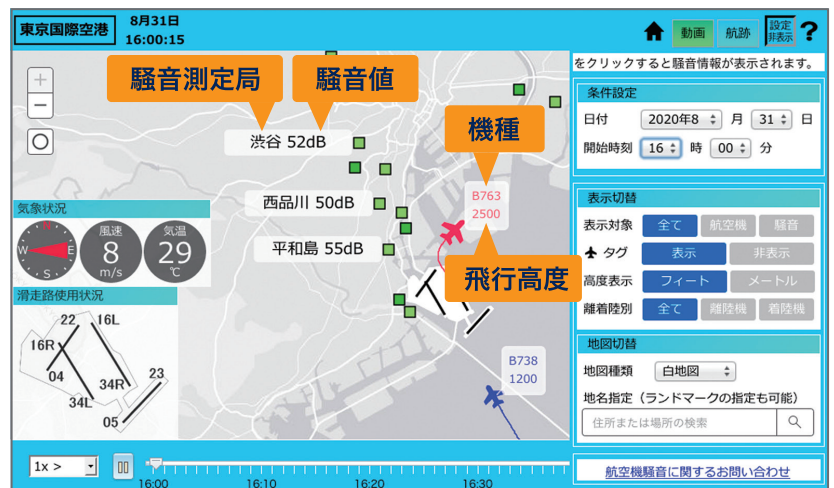 東京国際空港
8月31日
16:00:15
動画
航跡
設定
非表示
?
をクリックすると騒音情報が表示されます。
騒音測定局
騒音値
機種
飛行高度
渋谷 52dB
西品川 50dB
平和島 55dB
B763
2500
B738
1200
気象状況
N
W
E
S
風速
8
m/s
気温
29
℃
滑走路使用状況
22
16L
16R
04
34R
23
34L
05
条件設定
日付 2020年8 月 31 日
開始時刻 16 時 00 分
表示切替
表示対象 全て 航空機 騒音
タグ 表示 非表示
高度表示 フィート メートル
離着陸別 全て 離陸機 着陸機
地図切替
地図種類 白地図
地名指定（ランドマークの指定も可能）
住所または場所の検索
航空機騒音に関するお問い合わせ
1x >
16:00 16:10 16:20 16:30